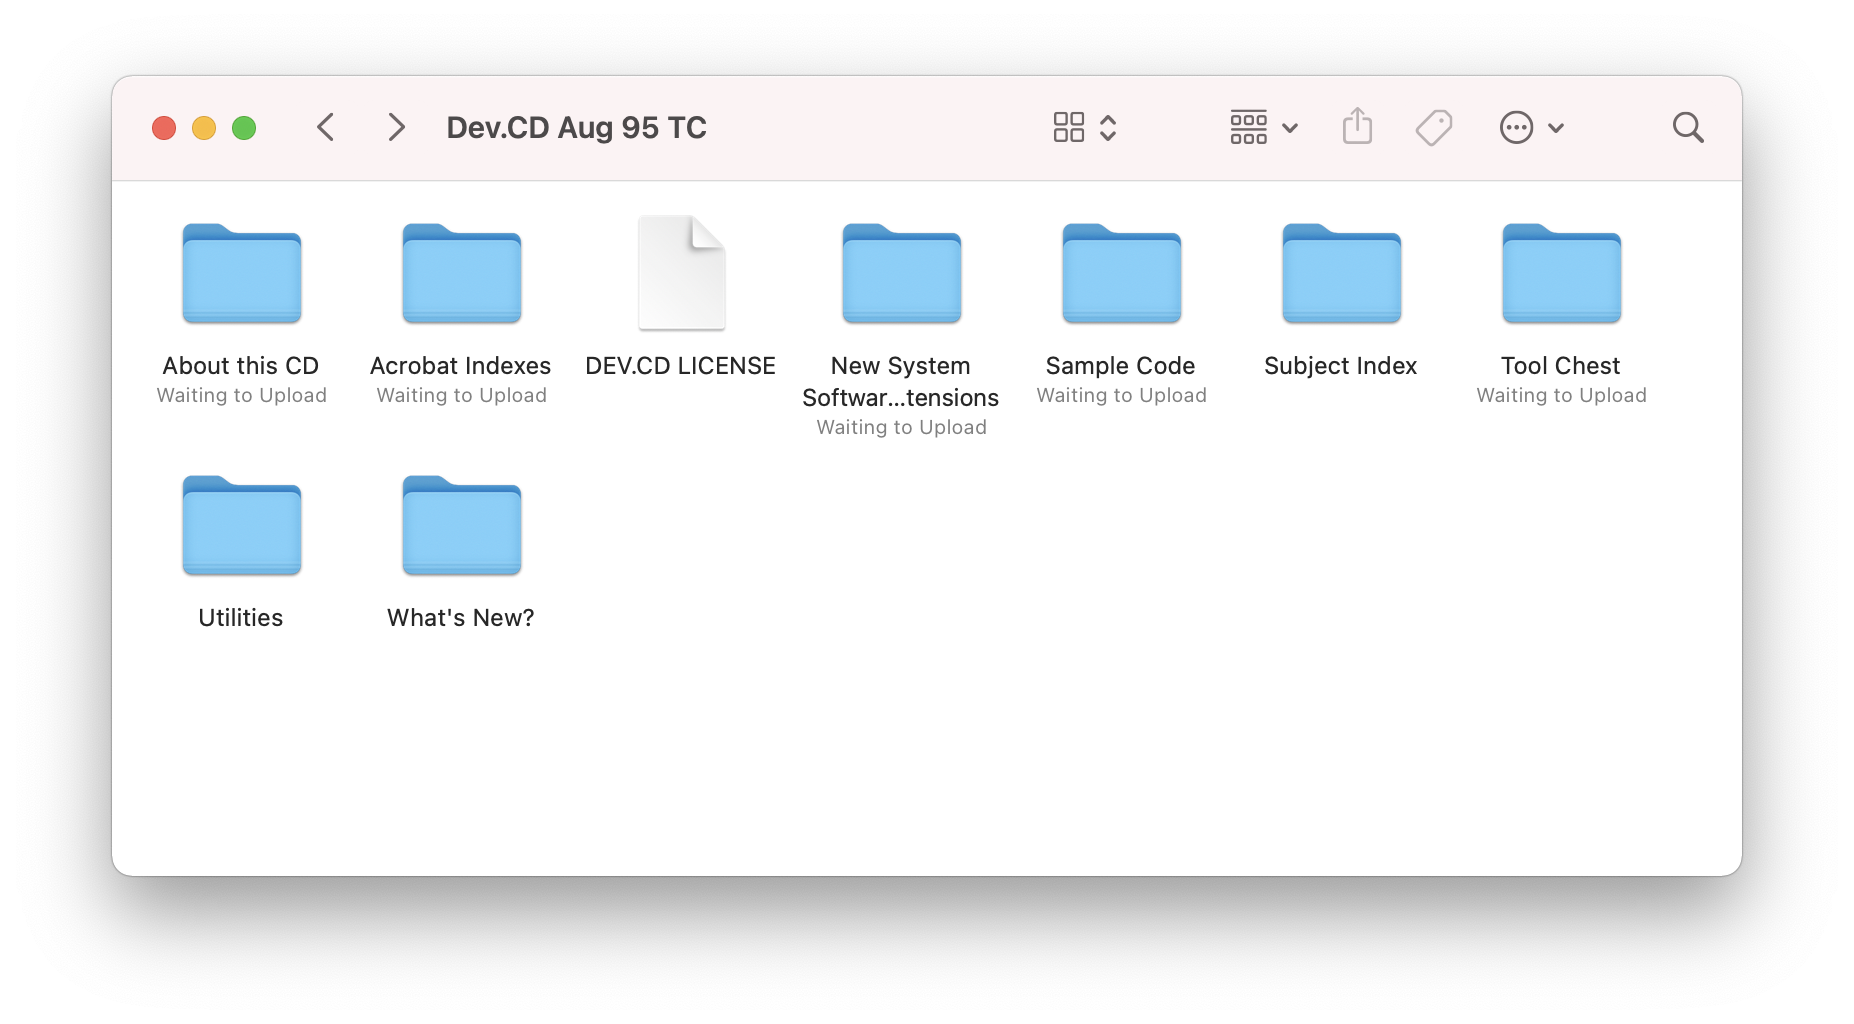 Dev.CD Aug 95 TC
About this CD
Waiting to Upload
Acrobat Indexes
Waiting to Upload
DEV.CD LICENSE
New System
Softwar...tensions
Waiting to Upload
Sample Code
Waiting to Upload
Subject Index
Tool Chest
Waiting to Upload
Utilities
What's New?